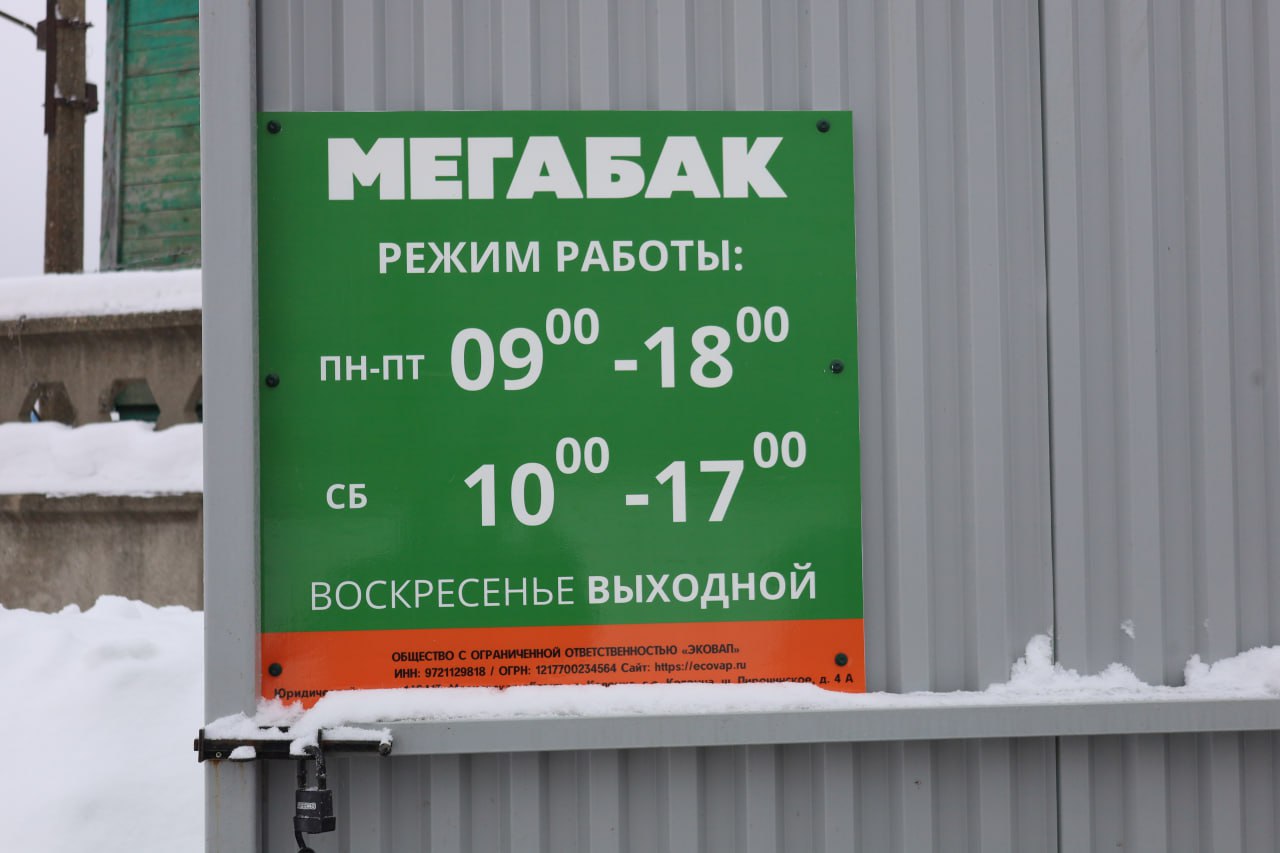 МЕГАБАК
РЕЖИМ РАБОТЫ:
ПН-ПТ 09⁰⁰ -18⁰⁰
СБ 10⁰⁰ -17⁰⁰
ВОСКРЕСЕНЬЕ ВЫХОДНОЙ
ОБЩЕСТВО С ОГРАНИЧЕННОЙ ОТВЕТСТВЕННОСТЬЮ «ЭКОВАП»
ИНН: 9721129818 / ОГРН: 1217700234564 Сайт: https://ecovap.ru
д. 4 А